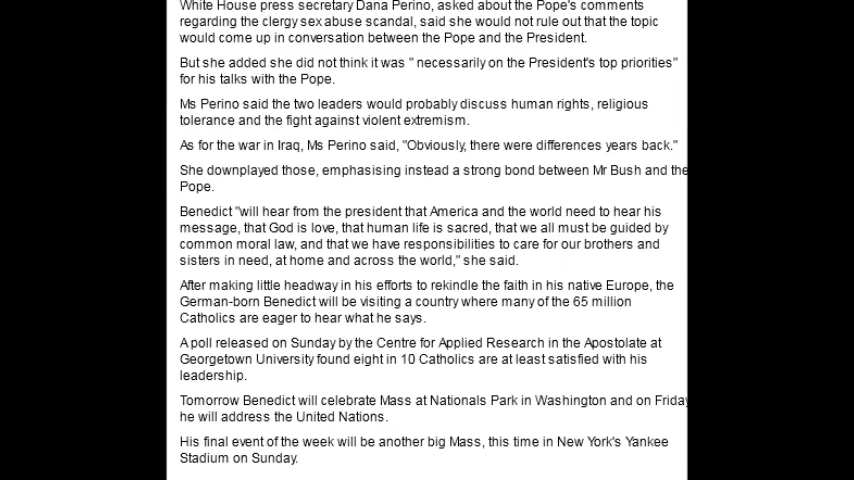 White House press secretary Dana Perino, asked about the Pope's comments
regarding the clergy sex abuse scandal, said she would not rule out that the topic
would come up in conversation between the Pope and the President.
But she added she did not think it was " necessarily on the President's top priorities"
for his talks with the Pope.
Ms Perino said the two leaders would probably discuss human rights, religious
tolerance and the fight against violent extremism.
As for the war in Iraq, Ms Perino said, "Obviously, there were differences years back."
She downplayed those, emphasising instead a strong bond between Mr Bush and the
Pope.
Benedict "will hear from the president that America and the world need to hear his
message, that God is love, that human life is sacred, that we all must be guided by
common moral law, and that we have responsibilities to care for our brothers and
sisters in need, at home and across the world," she said.
After making little headway in his efforts to rekindle the faith in his native Europe, the
German-born Benedict will be visiting a country where many of the 65 million
Catholics are eager to hear what he says.
A poll released on Sunday by the Centre for Applied Research in the Apostolate at
Georgetown University found eight in 10 Catholics are at least satisfied with his
leadership.
Tomorrow Benedict will celebrate Mass at Nationals Park in Washington and on Friday
he will address the United Nations.
His final event of the week will be another big Mass, this time in New York's Yankee
Stadium on Sunday.